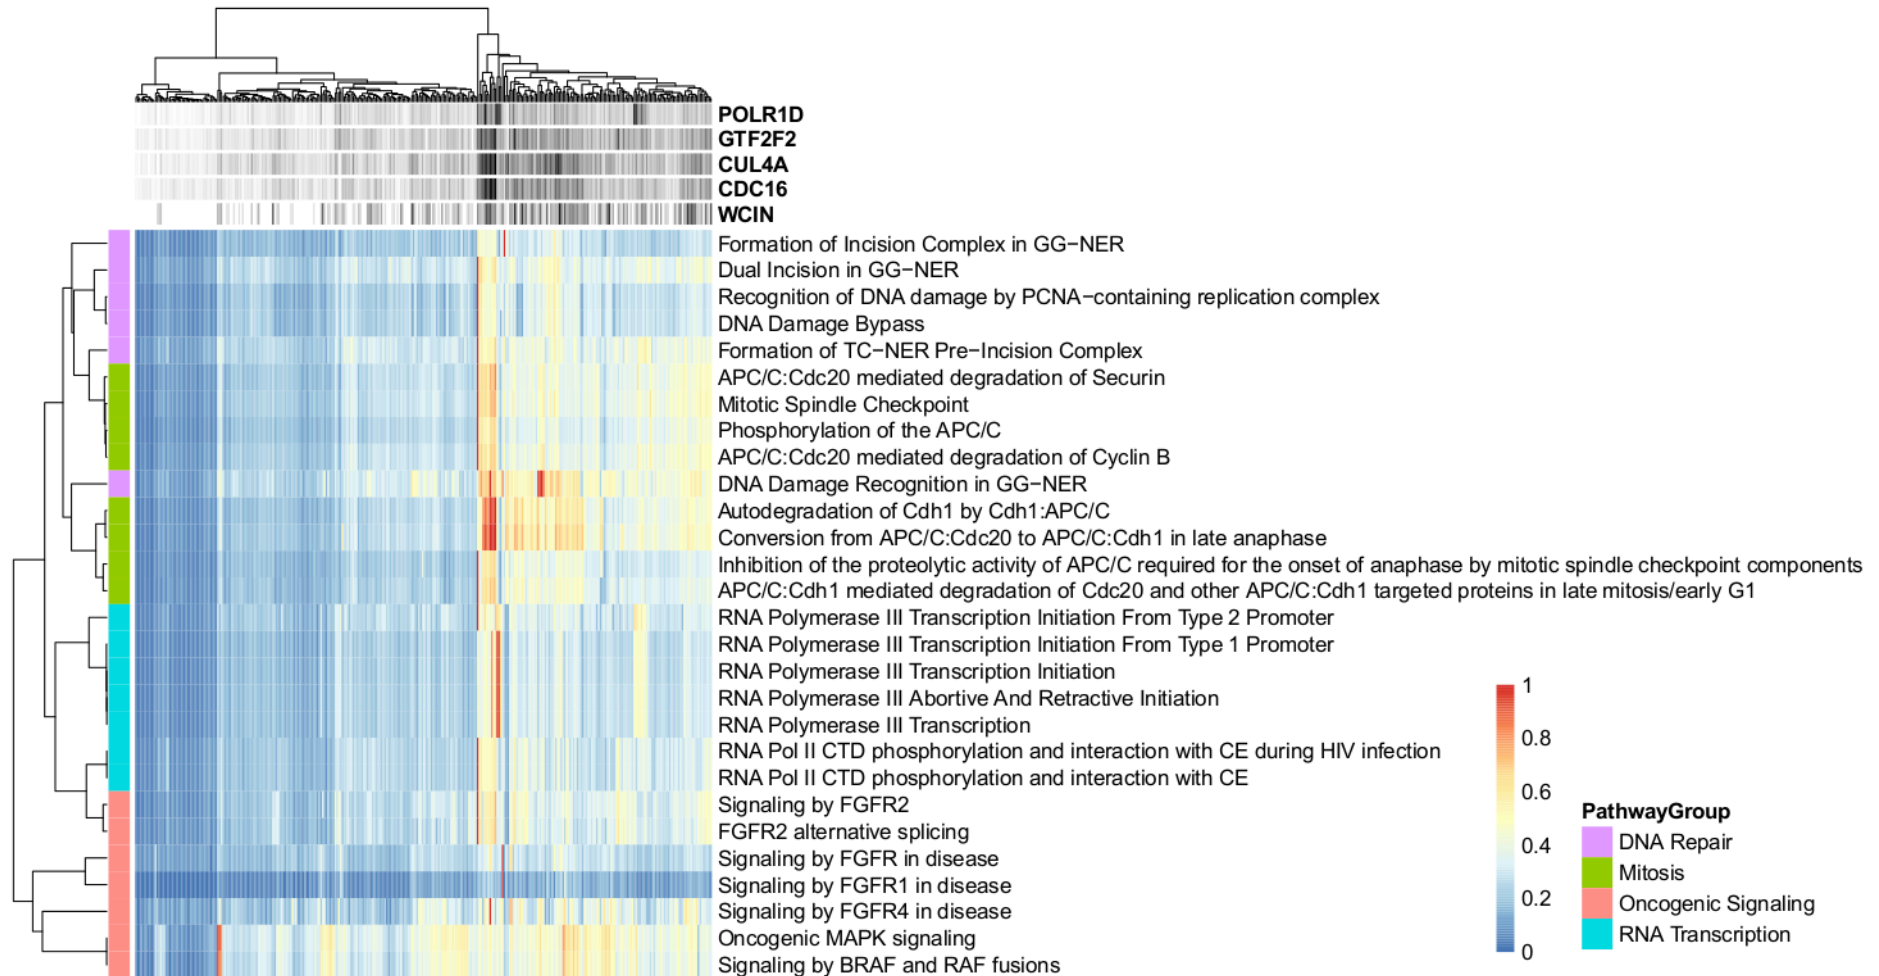 POLR1D
GTF2F2
CUL4A
CDC16
WCIN
Formation of Incision Complex in GG−NER
Dual Incision in GG−NER
Recognition of DNA damage by PCNA−containing replication complex
DNA Damage Bypass
Formation of TC−NER Pre−Incision Complex
APC/C:Cdc20 mediated degradation of Securin
Mitotic Spindle Checkpoint
Phosphorylation of the APC/C
APC/C:Cdc20 mediated degradation of Cyclin B
DNA Damage Recognition in GG−NER
Autodegradation of Cdh1 by Cdh1:APC/C
Conversion from APC/C:Cdc20 to APC/C:Cdh1 in late anaphase
Inhibition of the proteolytic activity of APC/C required for the onset of anaphase by mitotic spindle checkpoint components
APC/C:Cdh1 mediated degradation of Cdc20 and other APC/C:Cdh1 targeted proteins in late mitosis/early G1
RNA Polymerase III Transcription Initiation From Type 2 Promoter
RNA Polymerase III Transcription Initiation From Type 1 Promoter
RNA Polymerase III Transcription Initiation
RNA Polymerase III Abortive And Retractive Initiation
RNA Polymerase III Transcription
RNA Pol II CTD phosphorylation and interaction with CE during HIV infection
RNA Pol II CTD phosphorylation and interaction with CE
Signaling by FGFR2
FGFR2 alternative splicing
Signaling by FGFR in disease
Signaling by FGFR1 in disease
Signaling by FGFR4 in disease
Oncogenic MAPK signaling
Signaling by BRAF and RAF fusions
1
0.8
0.6
0.4
0.2
0
PathwayGroup
DNA Repair
Mitosis
Oncogenic Signaling
RNA Transcription